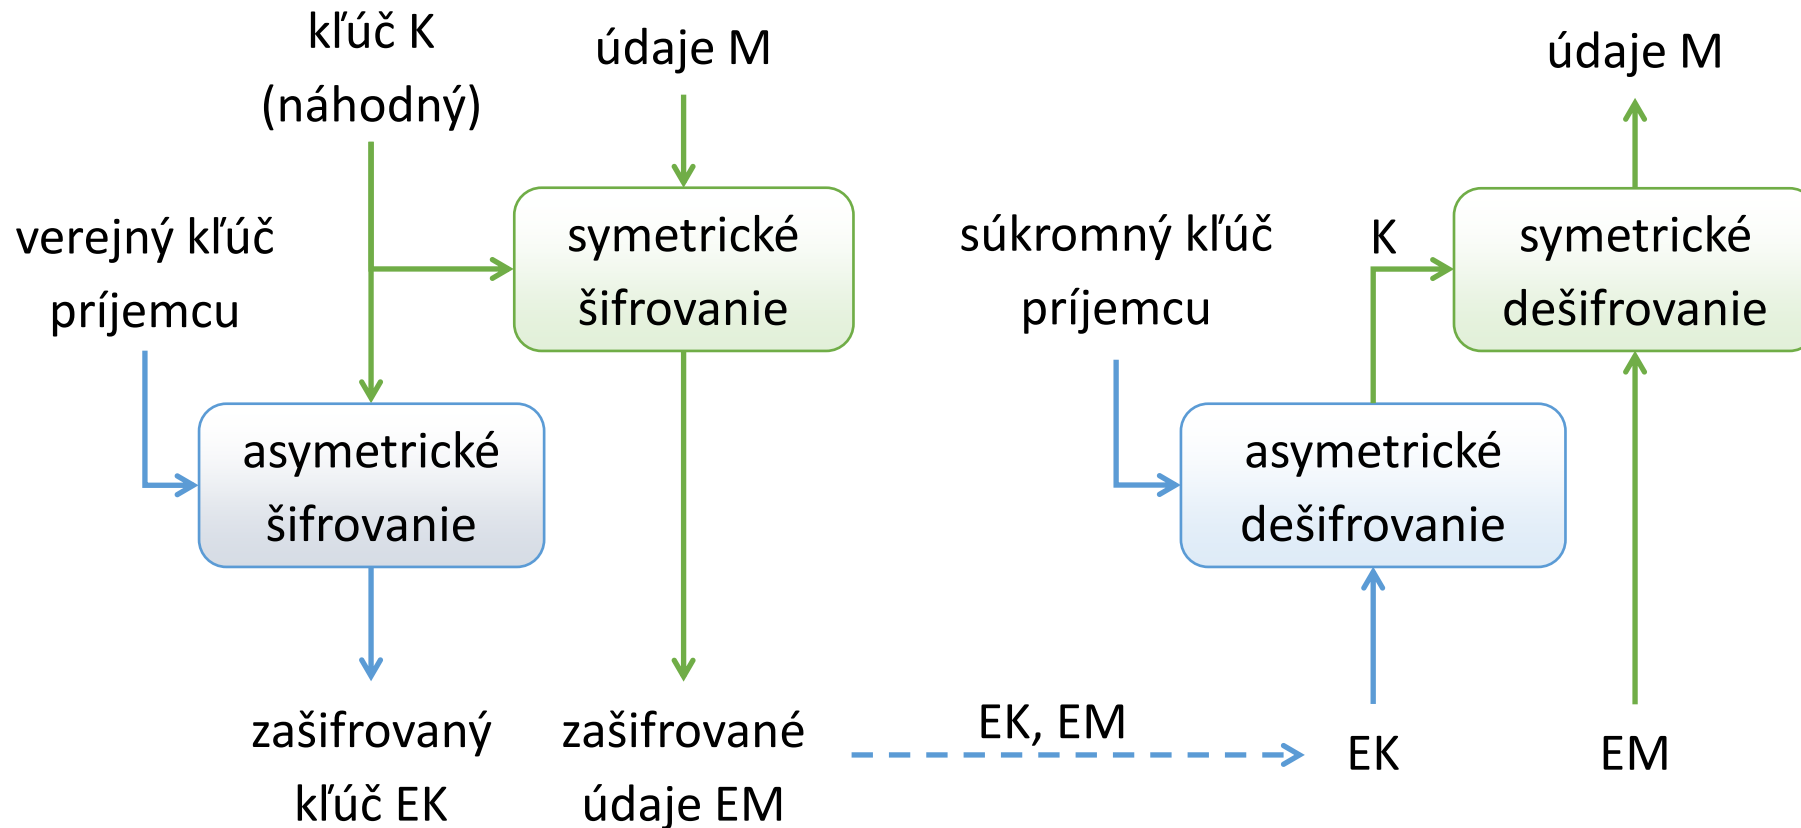 kľúč K
(náhodný)
údaje M
verejný kľúč
príjemcu
symetrické
šifrovanie
asymetrické
šifrovanie
zašifrovaný
kľúč EK
zašifrované
údaje EM
EK, EM
údaje M
súkromný kľúč
príjemcu
K
symetrické
dešifrovanie
asymetrické
dešifrovanie
EK
EM